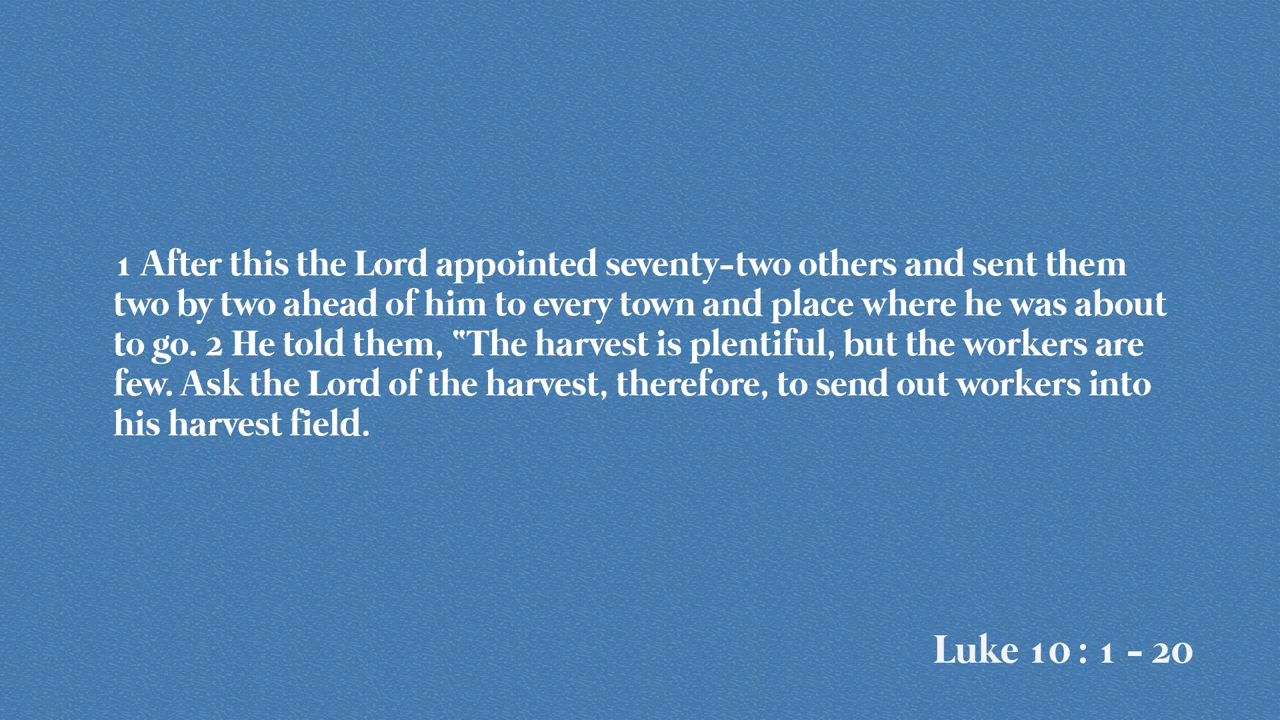 1 After this the Lord appointed seventy-two others and sent them
two by two ahead of him to every town and place where he was about
to go. 2 He told them, “The harvest is plentiful, but the workers are
few. Ask the Lord of the harvest, therefore, to send out workers into
his harvest field.
Luke 10 : 1 - 20